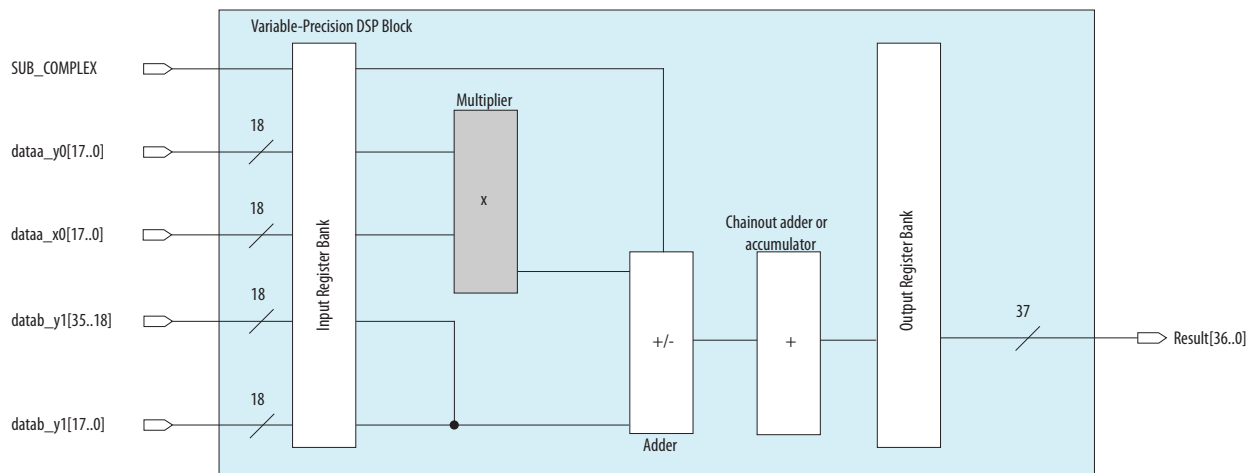 Variable-Precision DSP Block
SUB_COMPLEX
Multiplier
18
dataa_y0[17..0]
x
18
dataa_x0[17..0]
Input Register Bank
Chainout adder or
accumulator
Output Register Bank
18
datab_y1[35..18]
+/-
+
37
Result[36..0]
18
datab_y1[17..0]
Adder